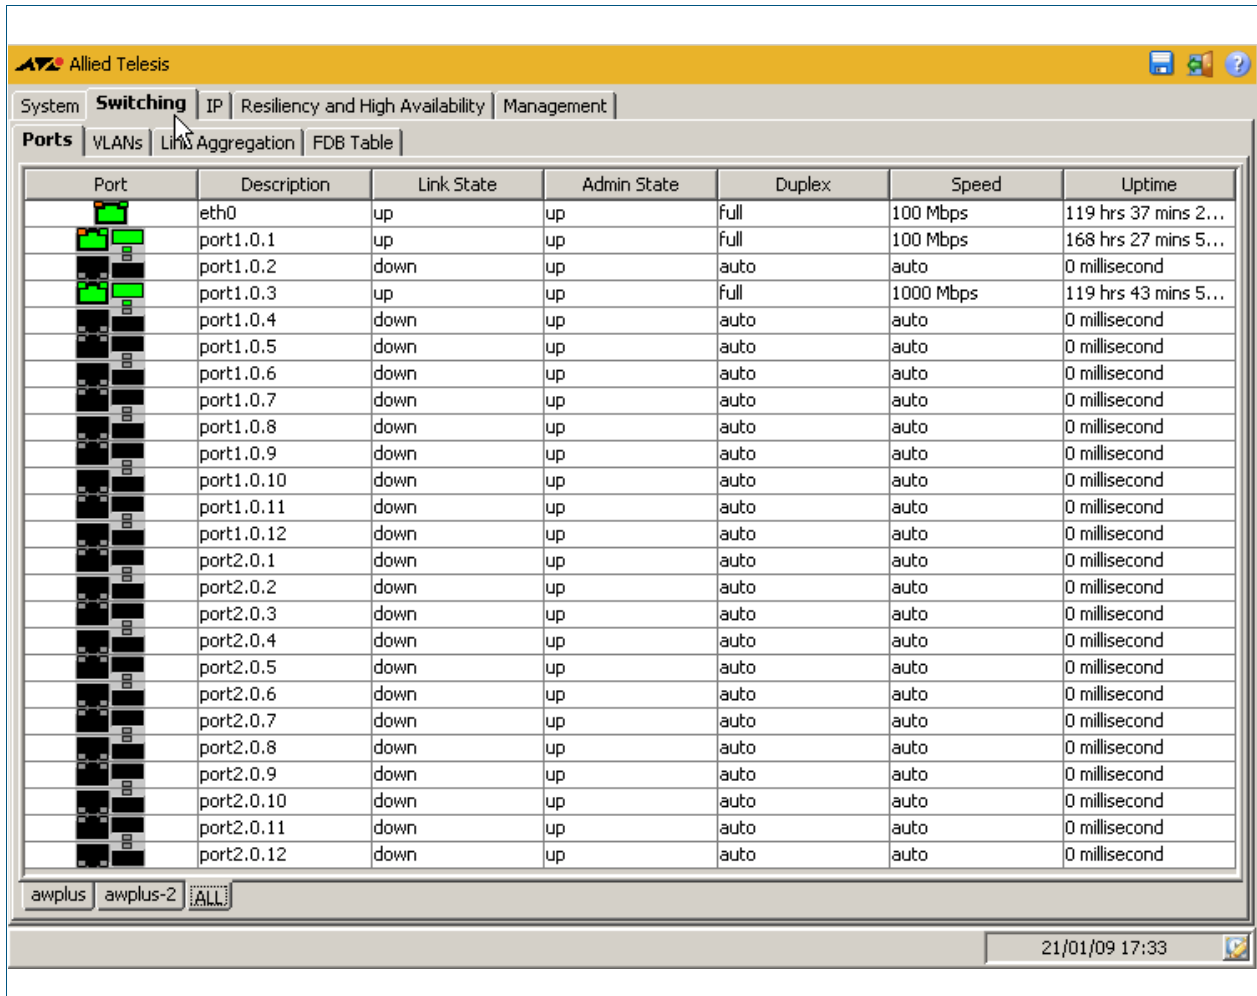 Allied Telesis
System Switching IP Resiliency and High Availability Management
Ports VLANs Link Aggregation FDB Table
Port Description Link State Admin State Duplex Speed Uptime
eth0 up up full 100 Mbps 119 hrs 37 mins 2...
port1.0.1 up up full 100 Mbps 168 hrs 27 mins 5...
port1.0.2 down up auto auto 0 millisecond
port1.0.3 up up full 1000 Mbps 119 hrs 43 mins 5...
port1.0.4 down up auto auto 0 millisecond
port1.0.5 down up auto auto 0 millisecond
port1.0.6 down up auto auto 0 millisecond
port1.0.7 down up auto auto 0 millisecond
port1.0.8 down up auto auto 0 millisecond
port1.0.9 down up auto auto 0 millisecond
port1.0.10 down up auto auto 0 millisecond
port1.0.11 down up auto auto 0 millisecond
port1.0.12 down up auto auto 0 millisecond
port2.0.1 down up auto auto 0 millisecond
port2.0.2 down up auto auto 0 millisecond
port2.0.3 down up auto auto 0 millisecond
port2.0.4 down up auto auto 0 millisecond
port2.0.5 down up auto auto 0 millisecond
port2.0.6 down up auto auto 0 millisecond
port2.0.7 down up auto auto 0 millisecond
port2.0.8 down up auto auto 0 millisecond
port2.0.9 down up auto auto 0 millisecond
port2.0.10 down up auto auto 0 millisecond
port2.0.11 down up auto auto 0 millisecond
port2.0.12 down up auto auto 0 millisecond
awplus awplus-2 ALL
21/01/09 17:33